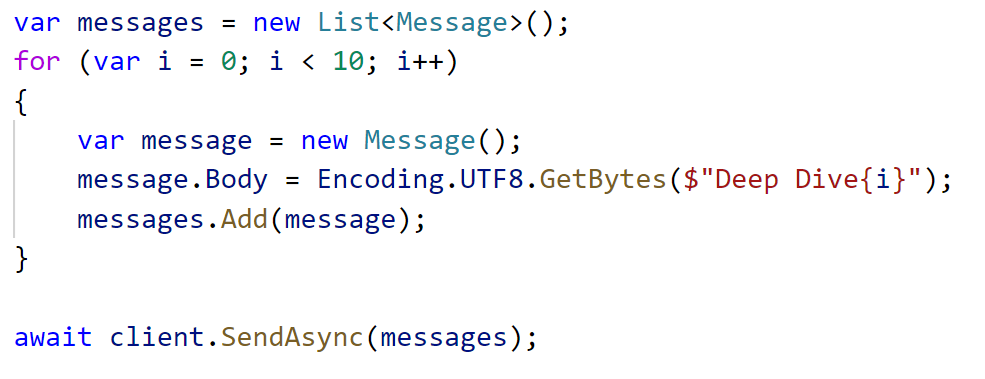 var messages = new List<Message>();
for (var i = 0; i < 10; i++)
{
    var message = new Message();
    message.Body = Encoding.UTF8.GetBytes($"Deep Dive{i}");
    messages.Add(message);
}

await client.SendAsync(messages);